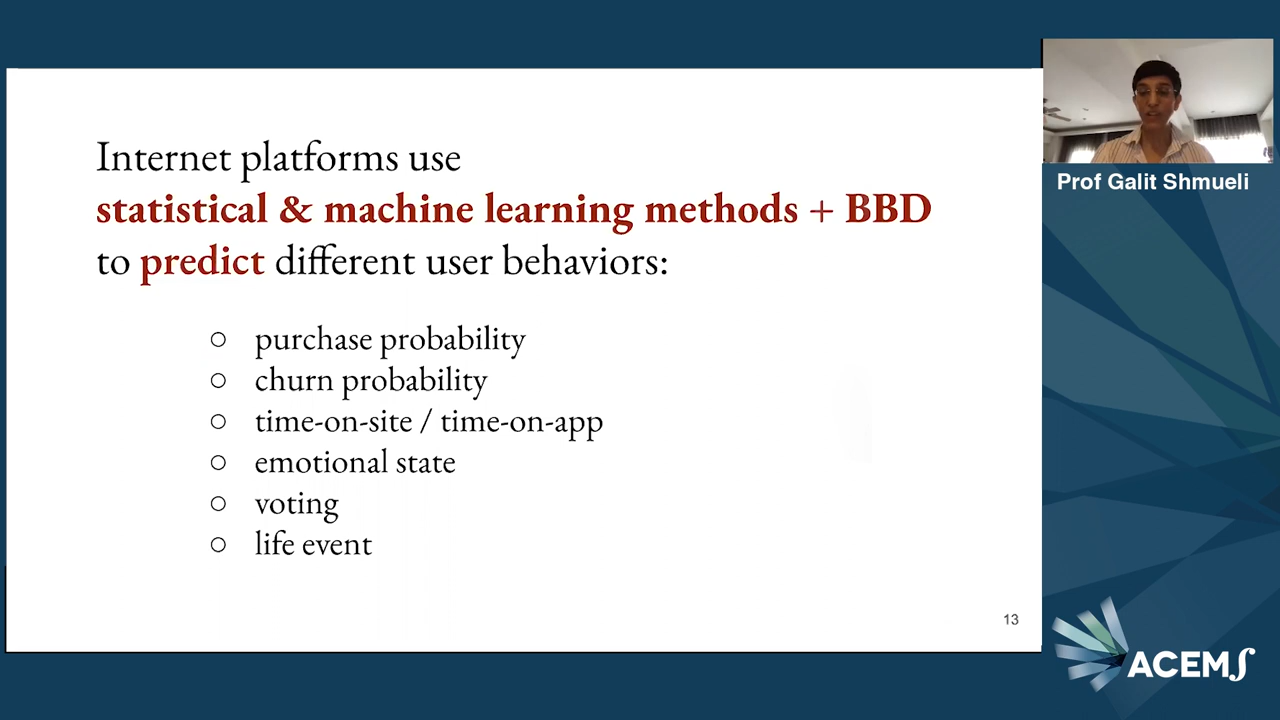 Internet platforms use
statistical & machine learning methods + BBD
to predict different user behaviors:
○ purchase probability
○ churn probability
○ time-on-site / time-on-app
○ emotional state
○ voting
○ life event
13
Prof Galit Shmueli
ACEMS